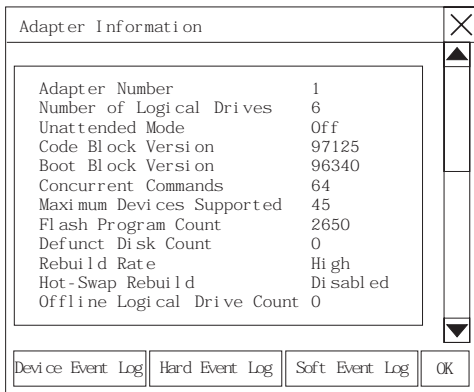 Adapter Information
Adapter Number 1
Number of Logical Drives 6
Unattended Mode Off
Code Block Version 97125
Boot Block Version 96340
Concurrent Commands 64
Maximum Devices Supported 45
Flash Program Count 2650
Defunct Disk Count 0
Rebuild Rate High
Hot-Swap Rebuild Disabled
Offline Logical Drive Count 0
Device Event Log Hard Event Log Soft Event Log OK